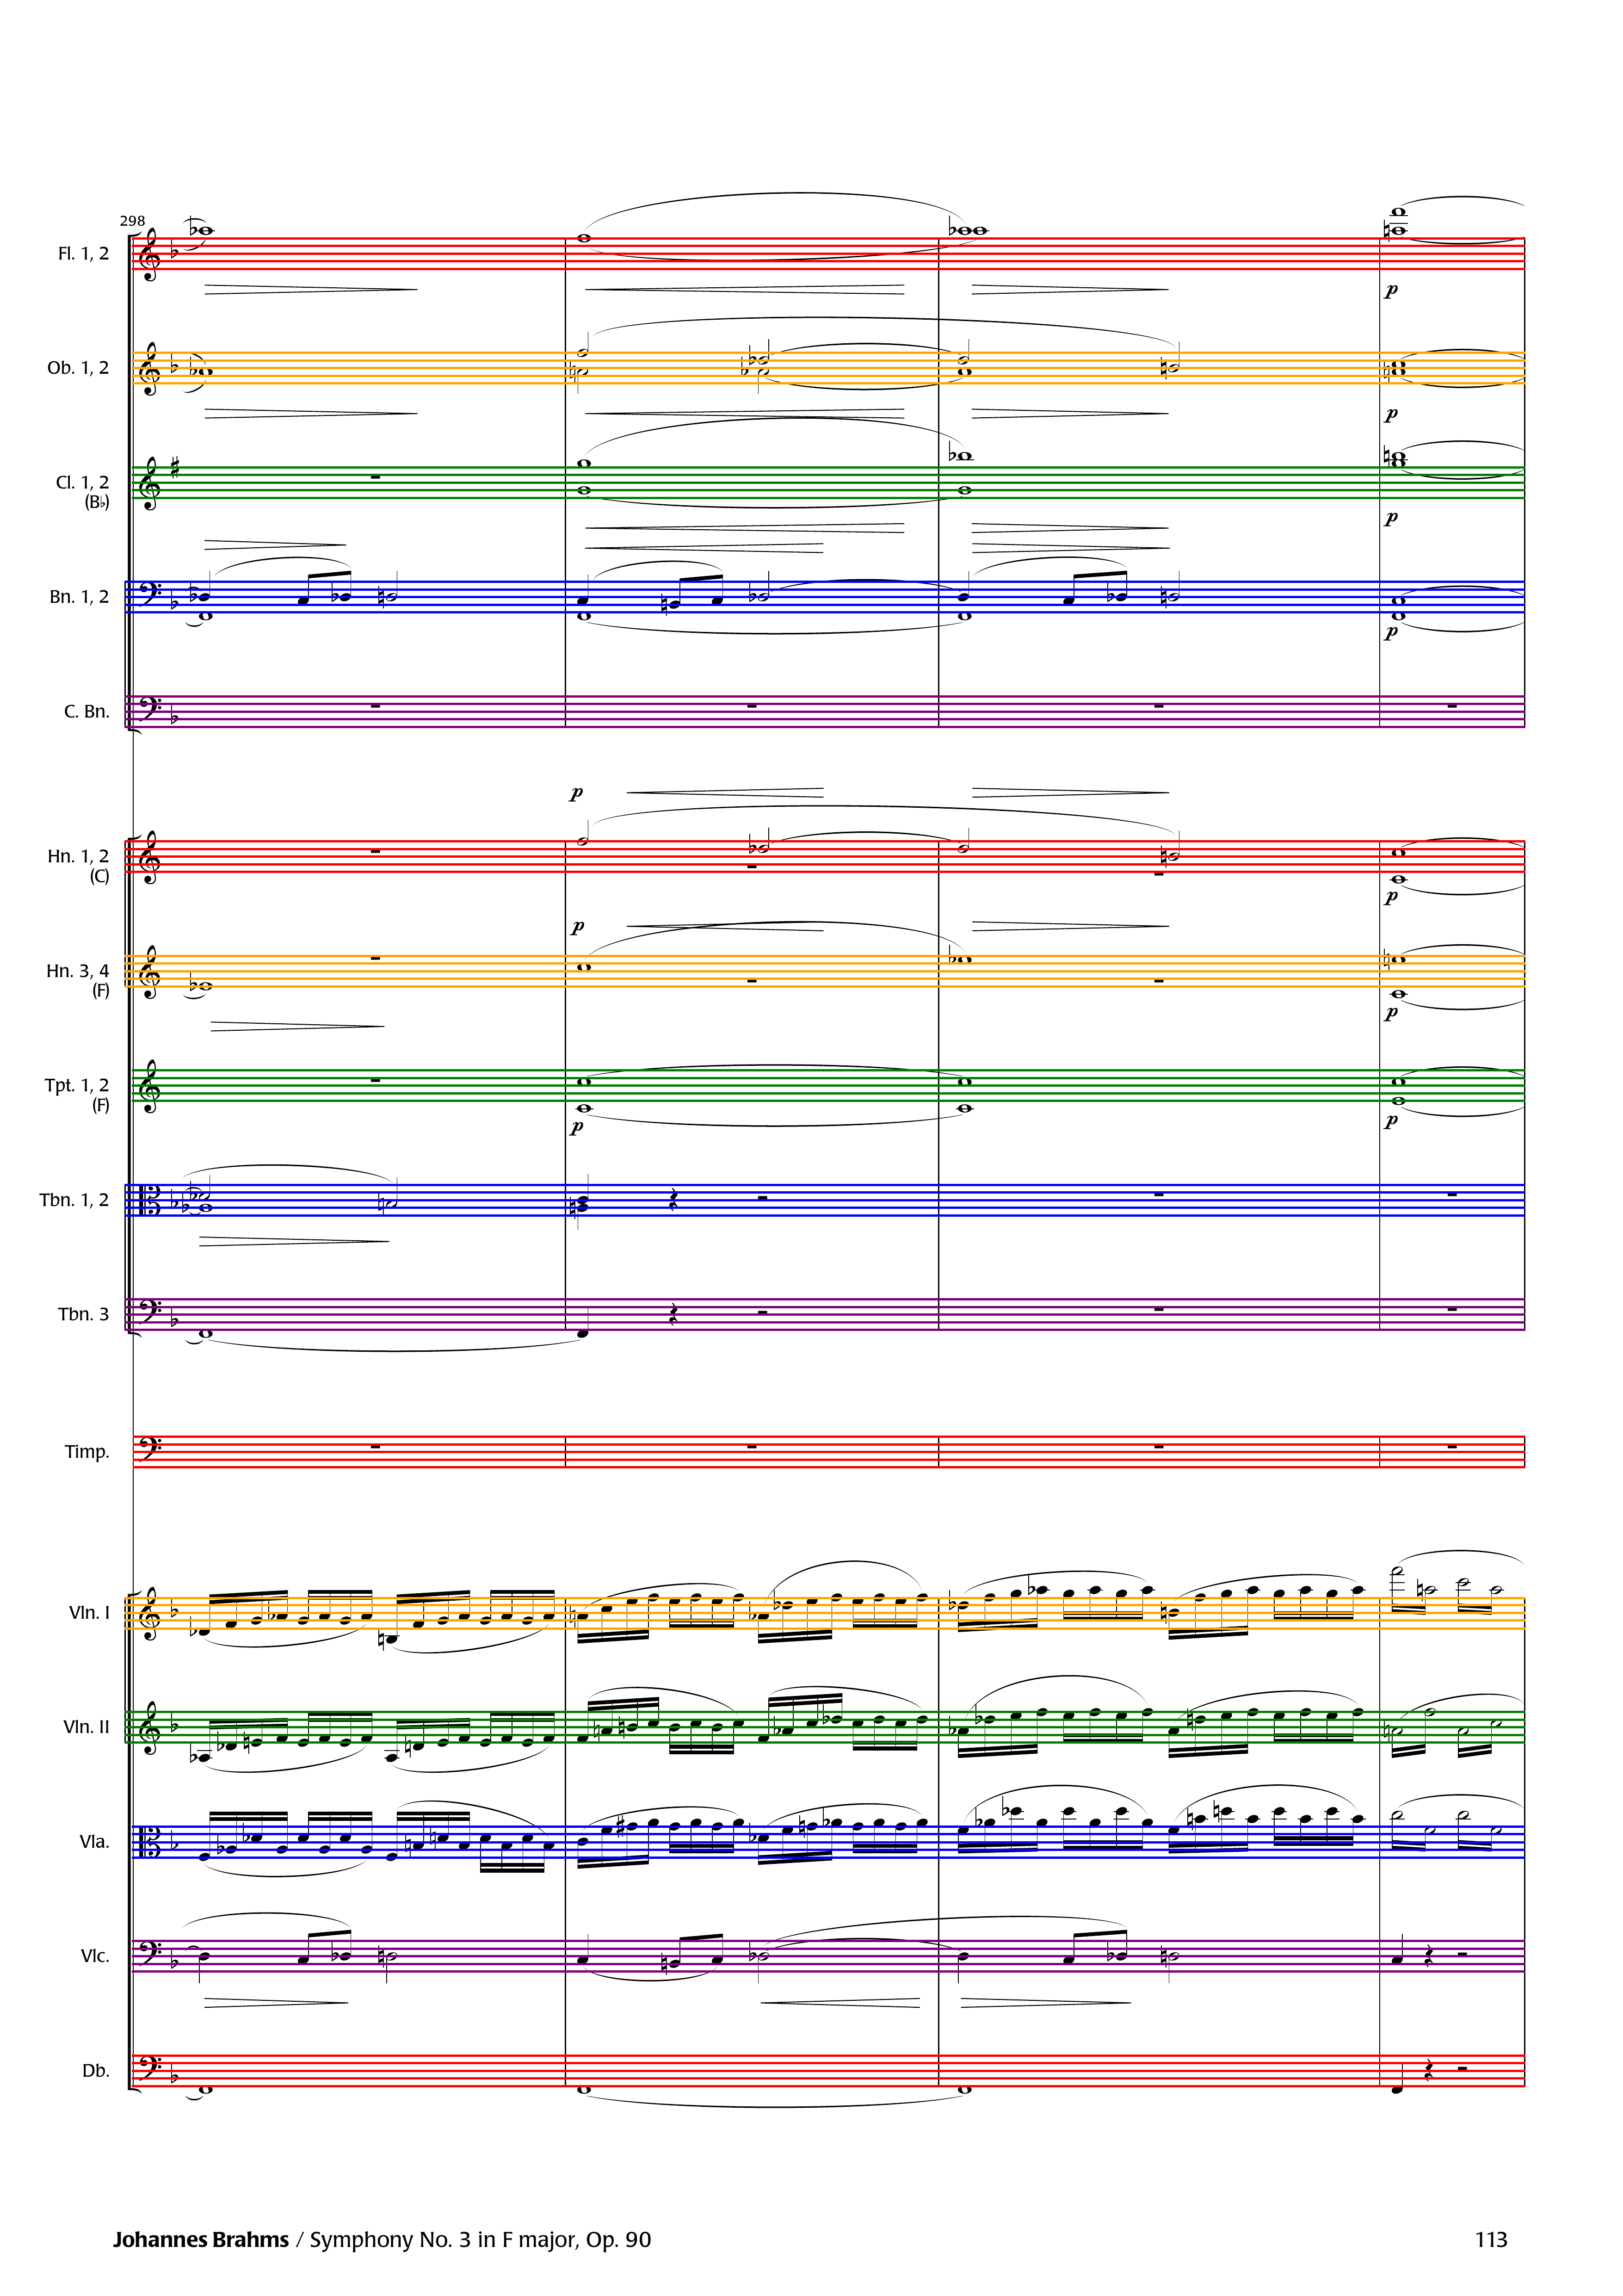 298
Fl. 1, 2
Ob. 1, 2
Cl. 1, 2
(B♭)
Bn. 1, 2
C. Bn.
p
p
p
p
p
Hn. 1, 2
(C)
p
p
Hn. 3, 4
(F)
p
Tpt. 1, 2
(F)
p
p
Tbn. 1, 2
Tbn. 3
Timp.
Vln. I
Vln. II
Vla.
Vlc.
Db.
Johannes Brahms / Symphony No. 3 in F major, Op. 90
113